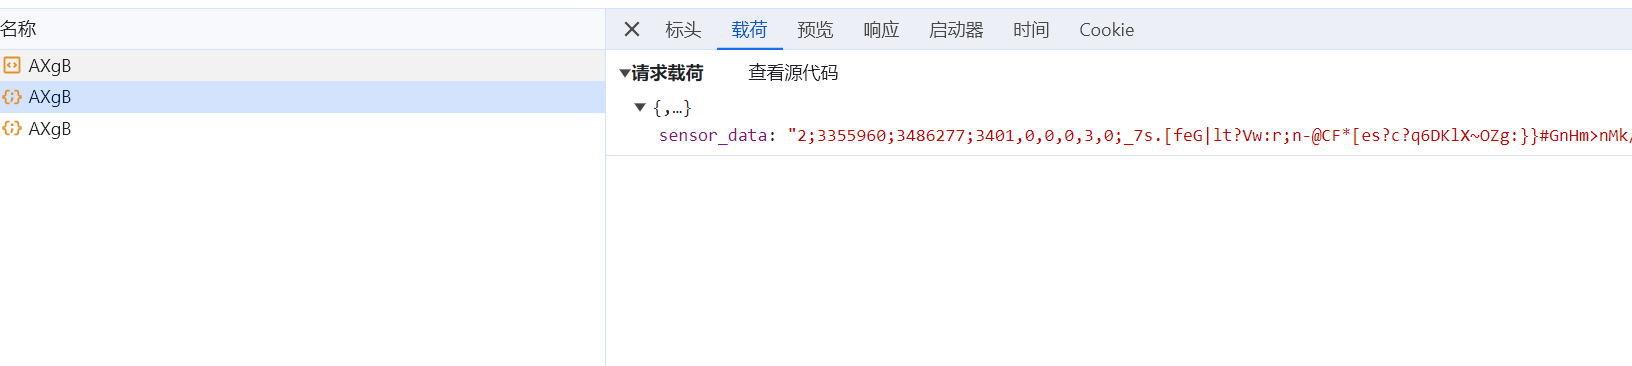 名称
AXgB
AXgB
AXgB
标头 载荷 预览 响应 启动器 时间 Cookie
▼请求载荷 查看源代码
▼ {,…}
sensor_data: "2;3355960;3486277;3401,0,0,0,3,0;_7s.[feG|lt?Vw:r;n-@CF*[es?c?q6DKlX~OZg:}}#GnHm>nMk/